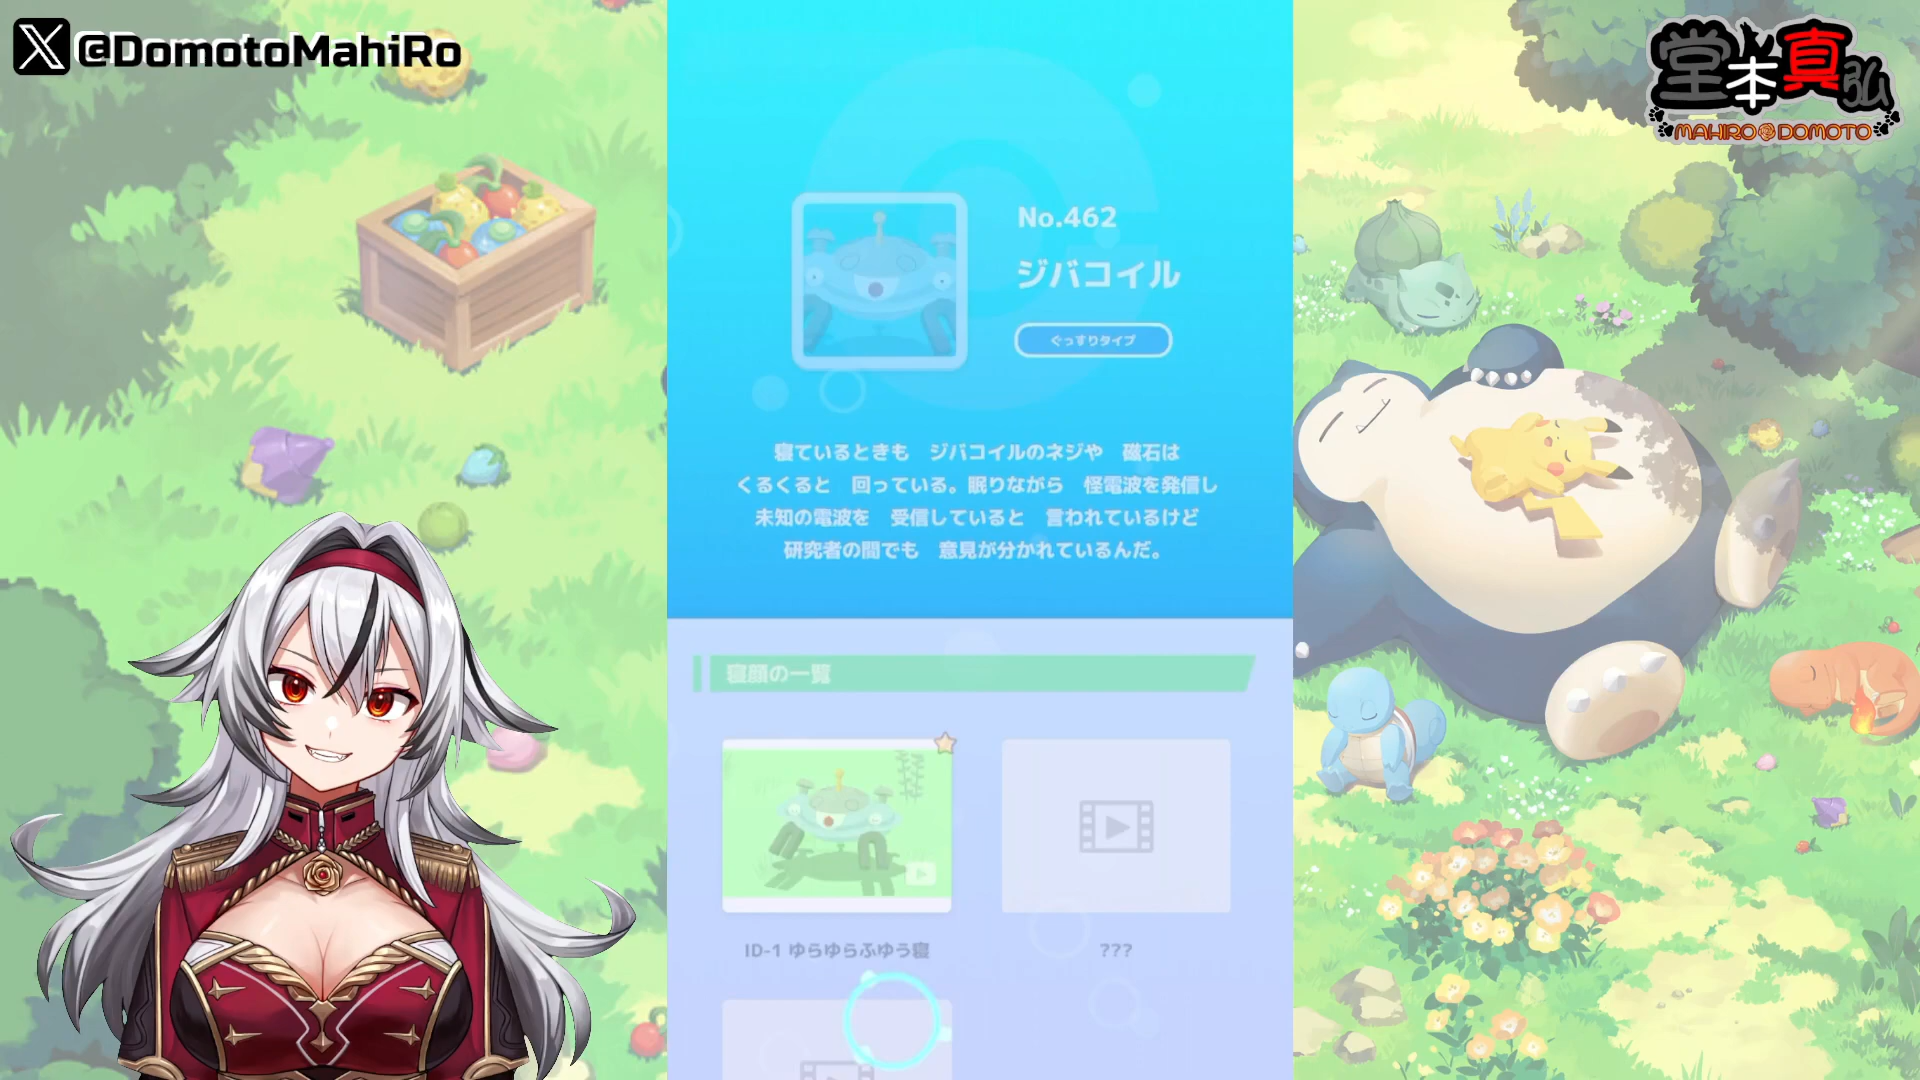 @DomotoMahiRo
堂本真弘
MAHIRO DOMOTO
No.462
ジバコイル
ぐっすりタイプ
寝ているときも　ジバコイルのネジや　磁石は
くるくると　回っている。眠りながら　怪電波を発信し
未知の電波を　受信していると　言われているけど
研究者の間でも　意見が分かれているんだ。
寝顔の一覧
ID-1 ゆらゆらふゆう寝
???